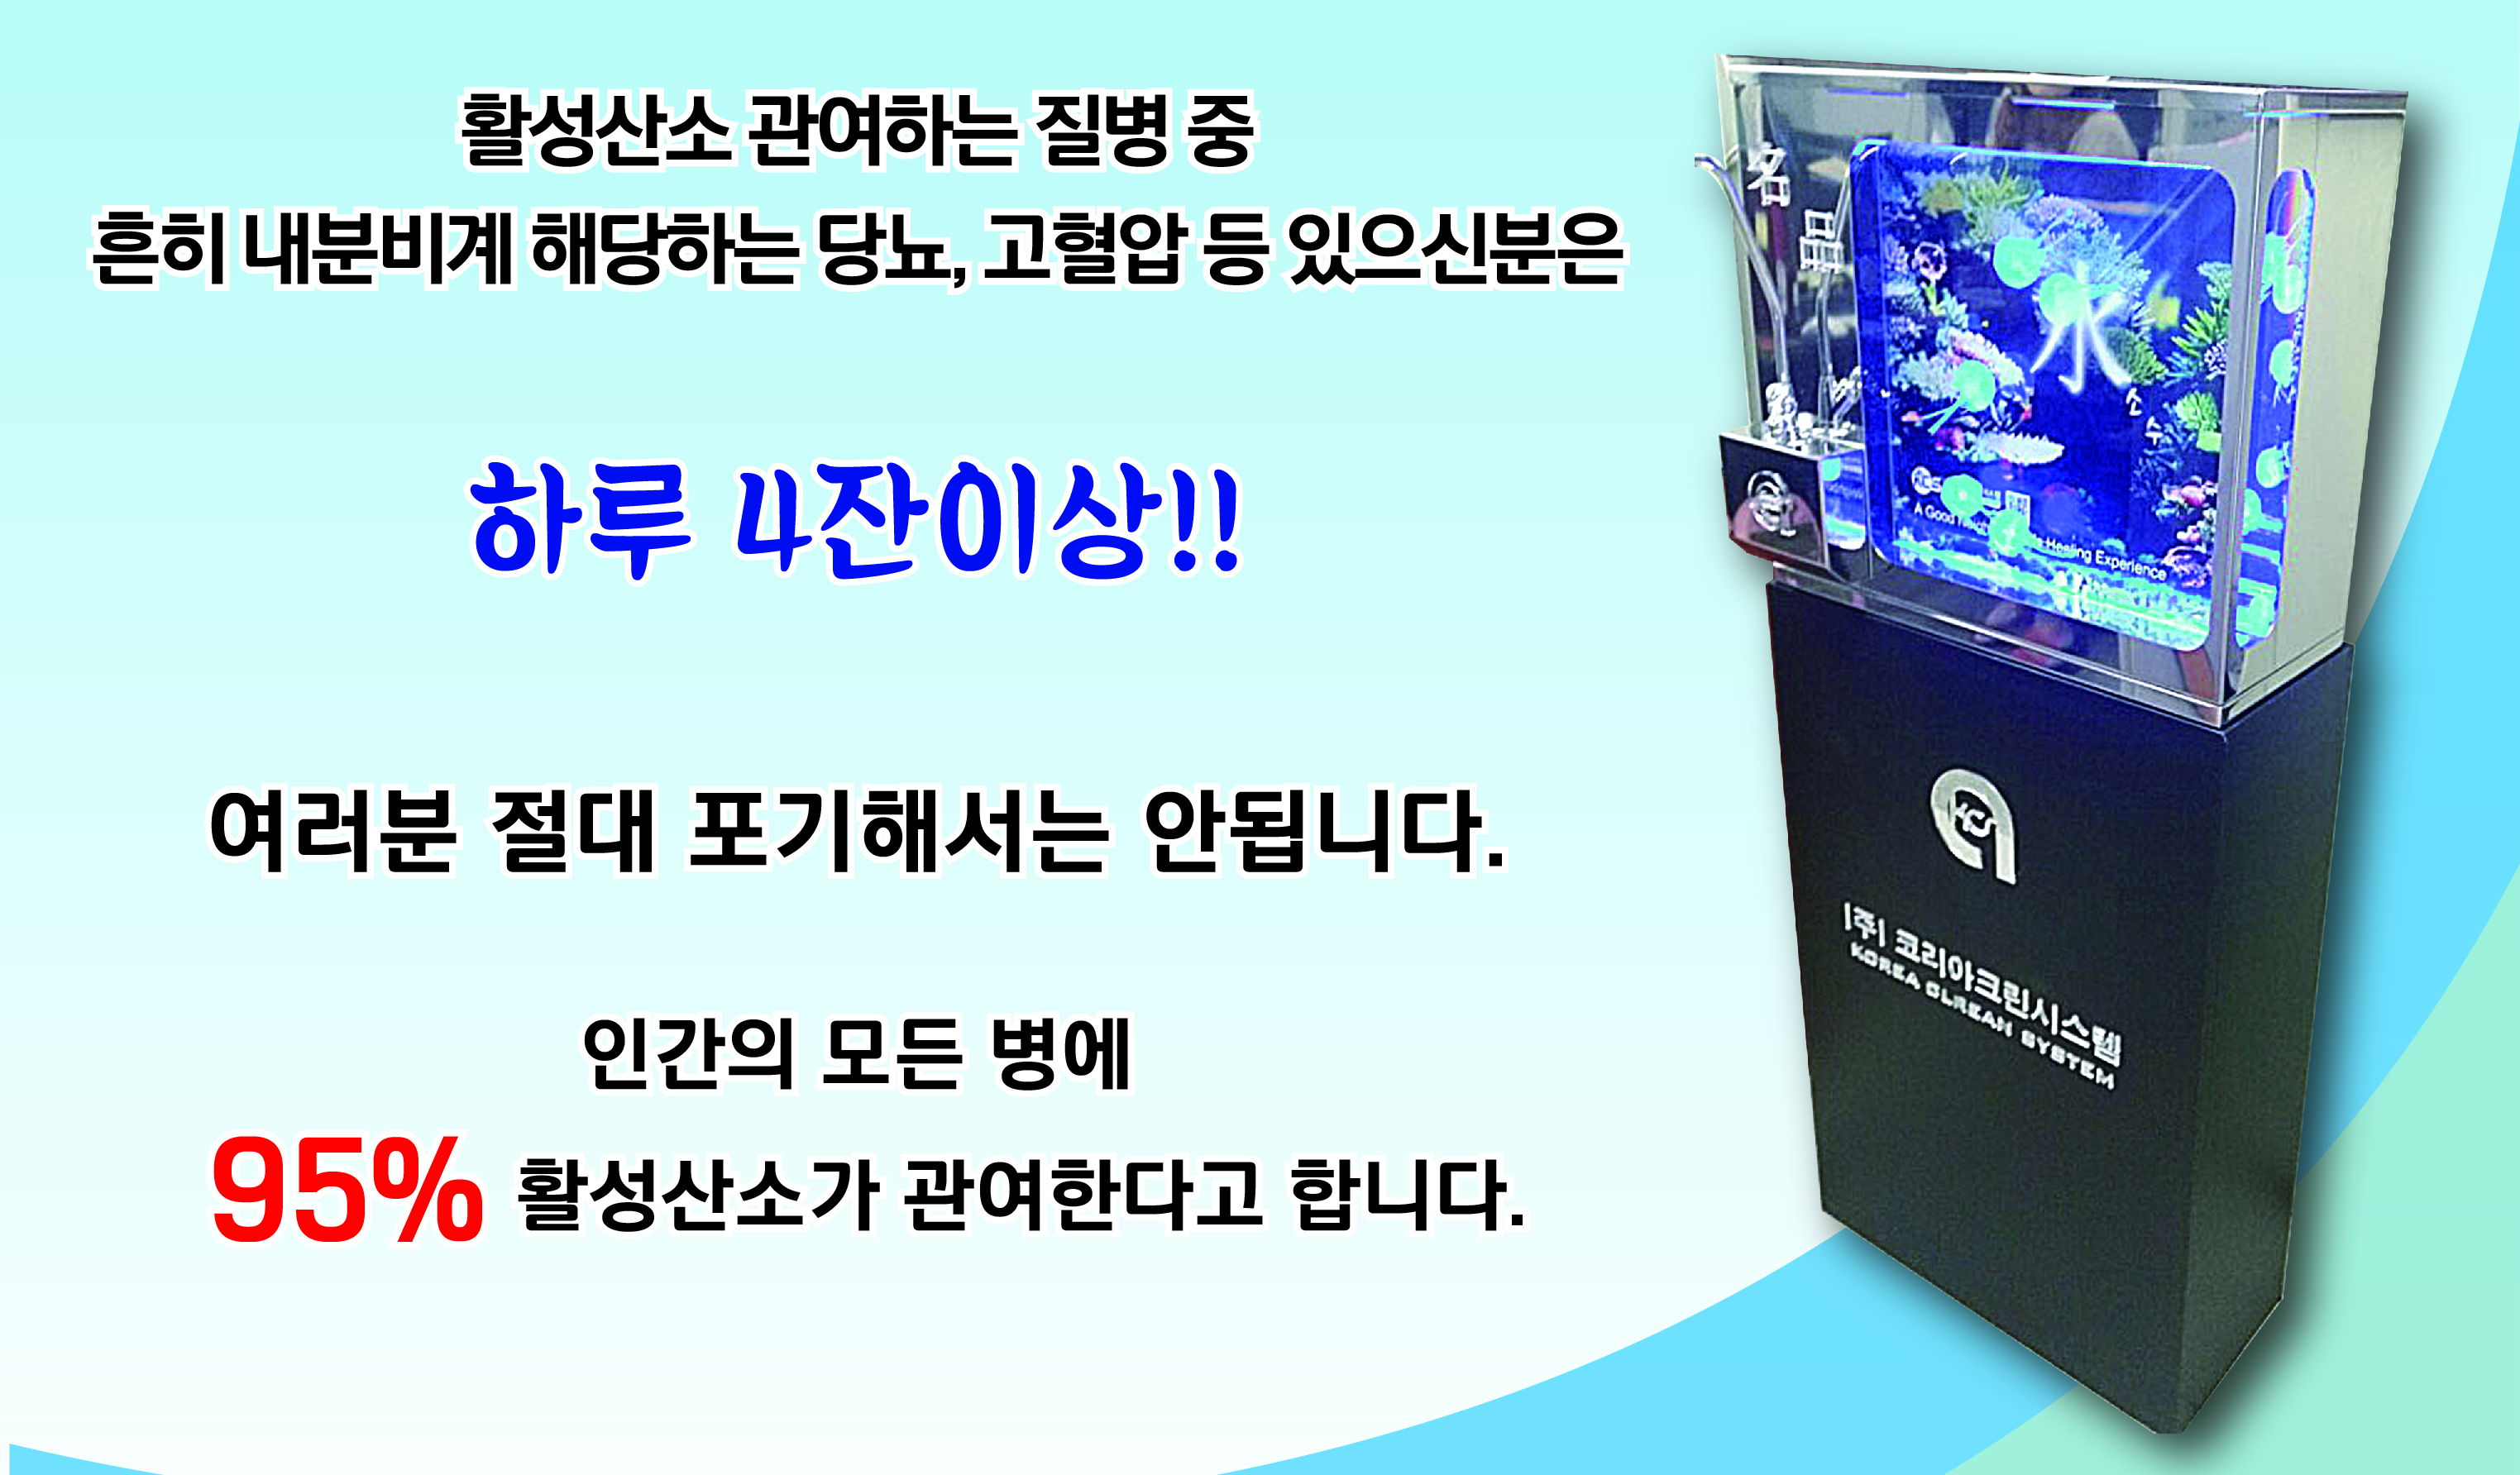 활성산소 관여하는 질병 중
흔히 내분비계 해당하는 당뇨, 고혈압 등 있으신분은
하루 4잔이상!!
여러분 절대 포기해서는 안됩니다.
인간의 모든 병에
95% 활성산소가 관여한다고 합니다.
名
品
水
소
수
A Good
Healing Experience
KCS
(주) 코리아크린시스템
KOREA CLREAN SYSTEM